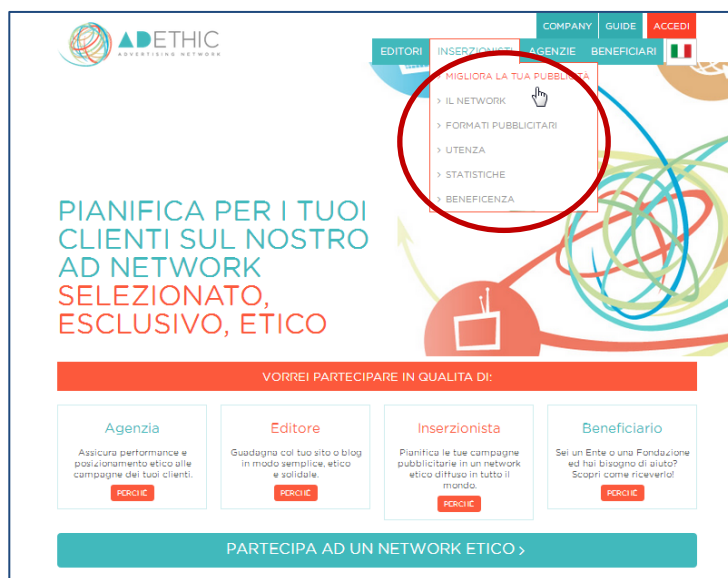 ADETHIC
ADVERTISING NETWORK
COMPANY GUIDE ACCEDI
EDITORI INSERZIONISTI AGENZIE BENEFICIARI
> MIGLIORA LA TUA PUBBLICITÀ
> IL NETWORK
> FORMATI PUBBLICITARI
> UTENZA
> STATISTICHE
> BENEFICENZA
PIANIFICA PER I TUOI
CLIENTI SUL NOSTRO
AD NETWORK
SELEZIONATO,
ESCLUSIVO, ETICO
VORREI PARTECIPARE IN QUALITA DI:
Agenzia
Assicura performance e
posizionamento etico alle
campagne dei tuoi clienti.
PERCHÈ
Editore
Guadagna col tuo sito o blog
in modo semplice, etico
e solidale.
PERCHÈ
Inserzionista
Pianifica le tue campagne
pubblicitarie in un network
etico diffuso in tutto il
mondo.
PERCHÈ
Beneficiario
Sei un Ente o una Fondazione
ed hai bisogno di aiuto?
Scopri come riceverlo!
PERCHÈ
PARTECIPA AD UN NETWORK ETICO >